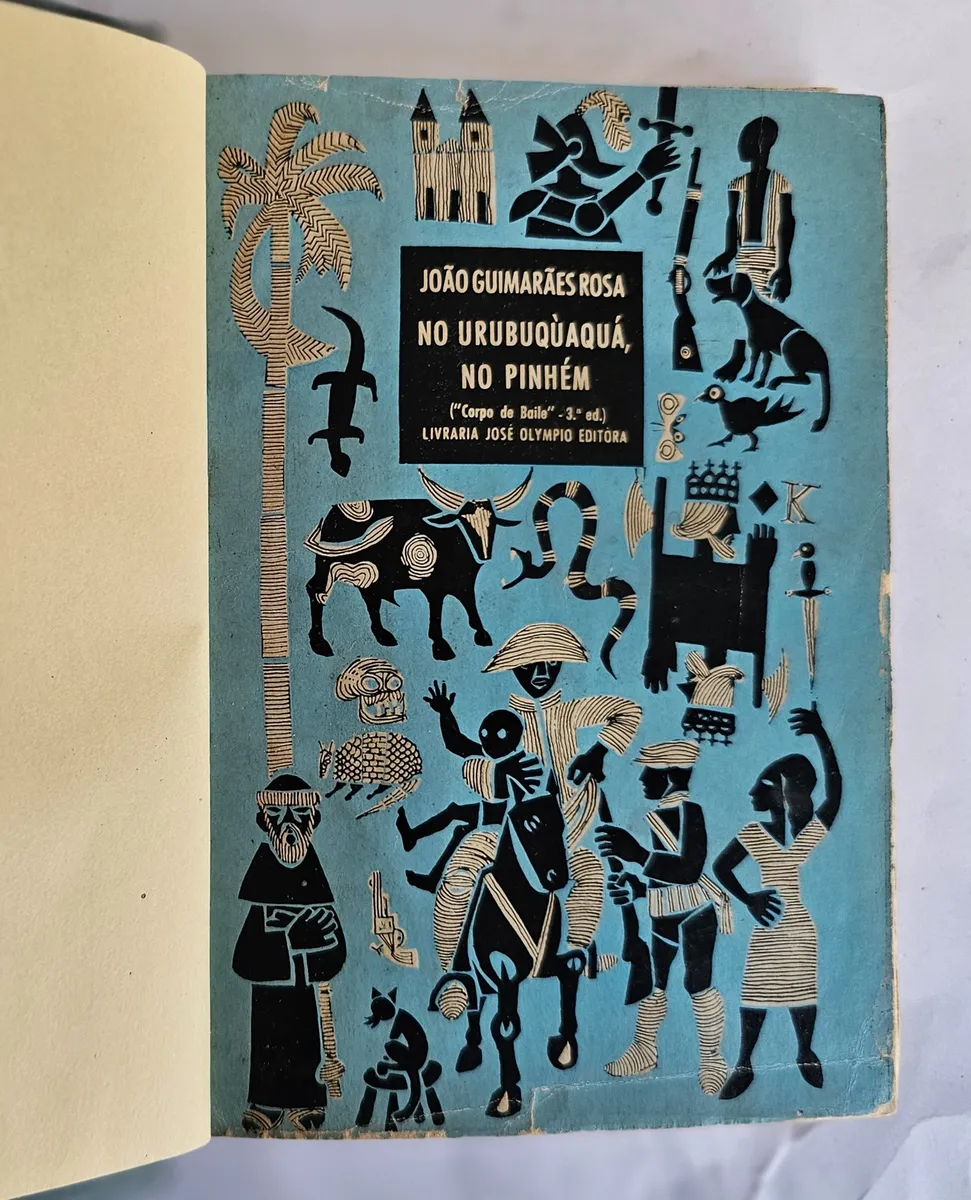 JOÃO GUIMARÃES ROSA
NO URUBUQÙAQUÁ,
NO PINHÉM
("Corpo de Baile" - 3.ª ed.)
LIVRARIA JOSÉ OLYMPIO EDITÔRA
K